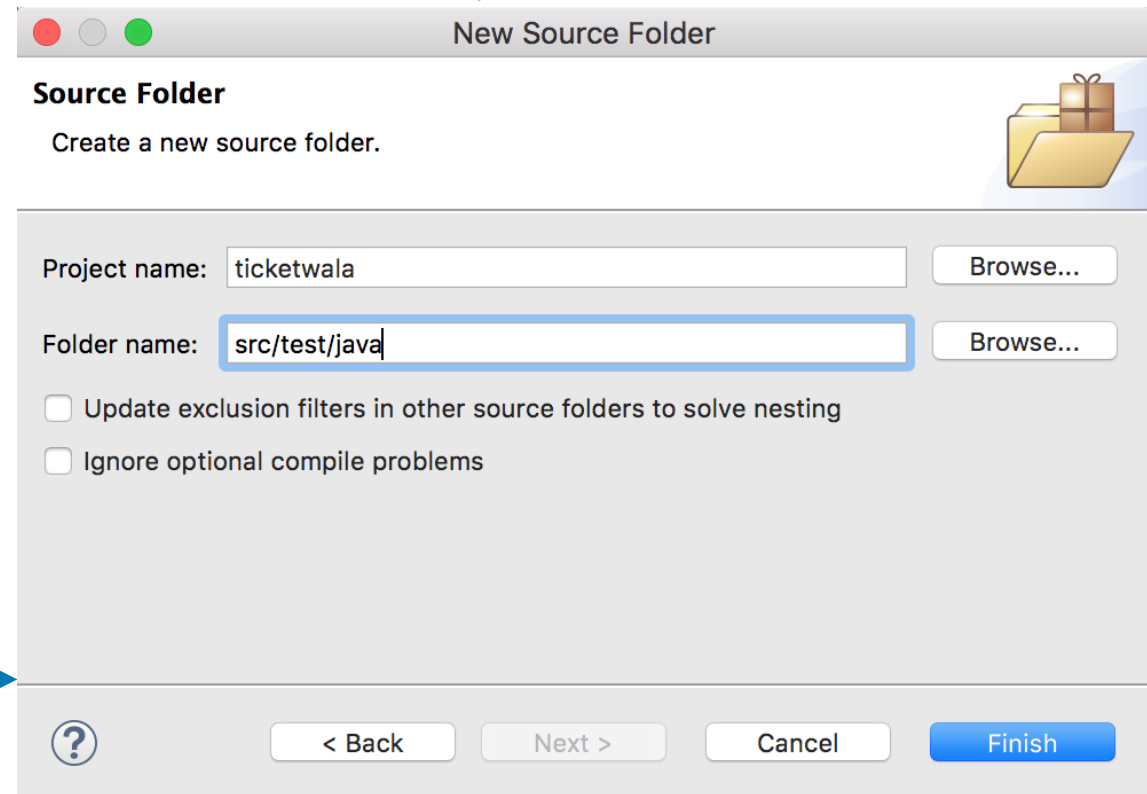 New Source Folder
Source Folder
Create a new source folder.
Project name: ticketwala Browse...
Folder name: src/test/java Browse...
Update exclusion filters in other source folders to solve nesting
Ignore optional compile problems
? < Back Next > Cancel Finish